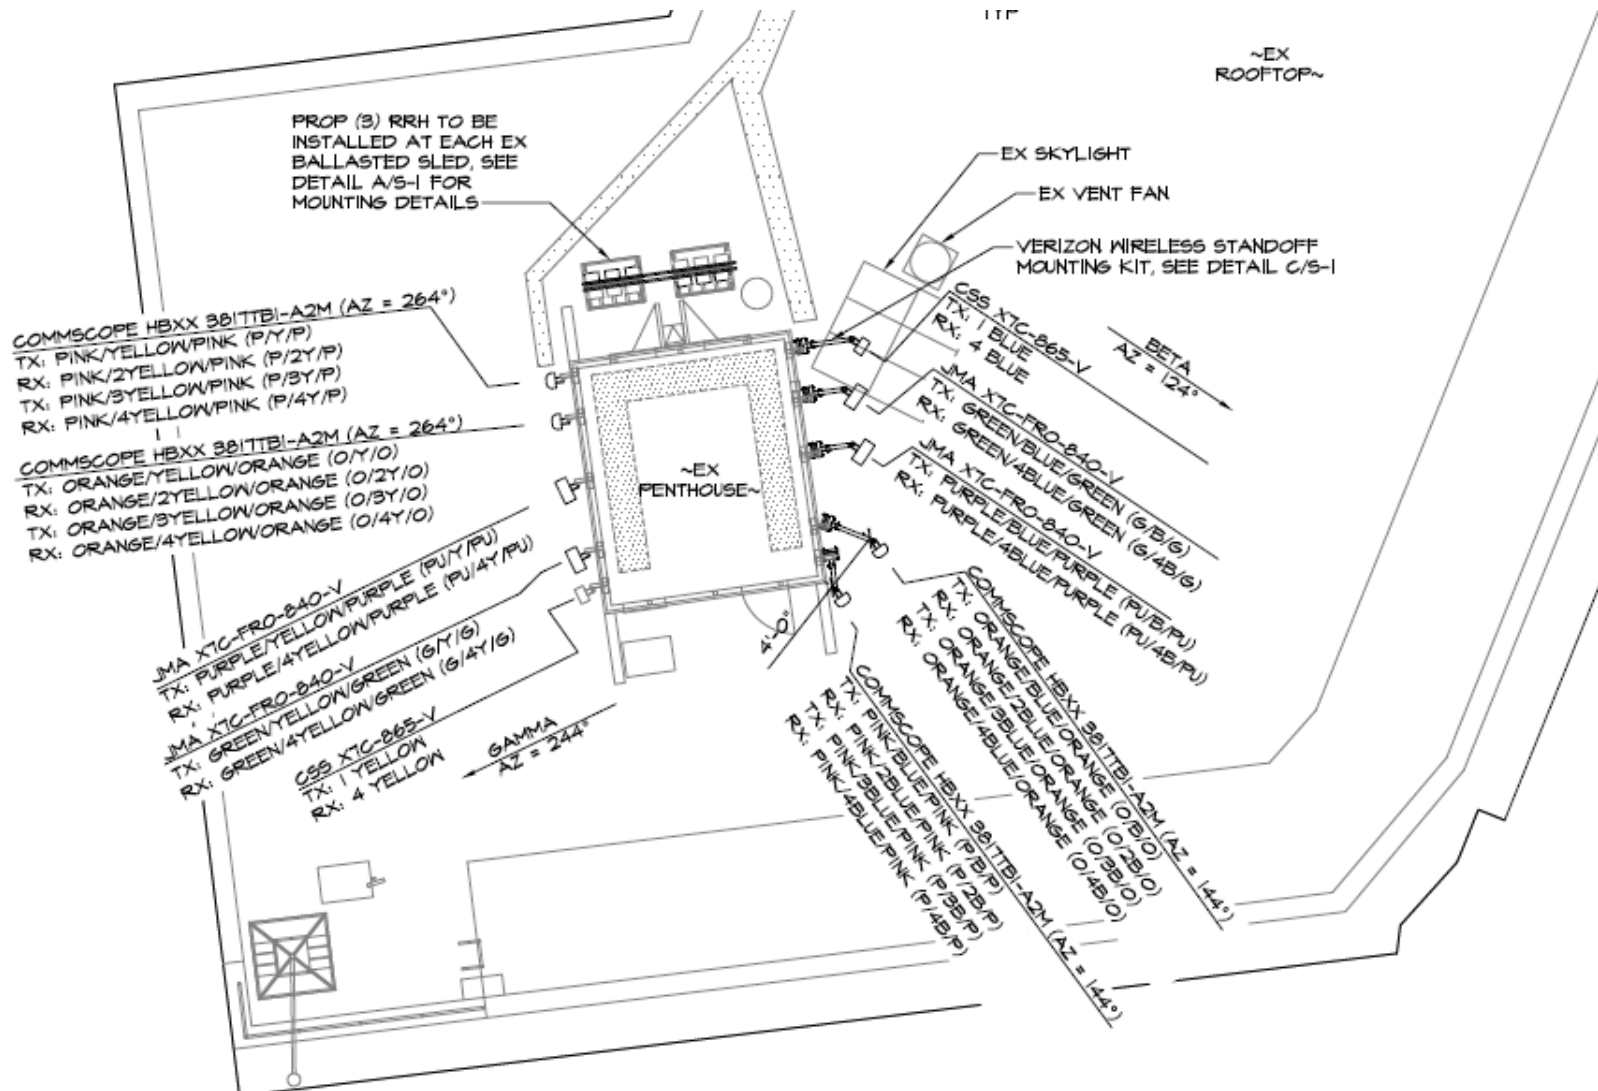 ~EX
ROOFTOP~
PROP (3) RRH TO BE
INSTALLED AT EACH EX
BALLASTED SLED, SEE
DETAIL A/S-1 FOR
MOUNTING DETAILS
EX SKYLIGHT
EX VENT FAN
VERIZON WIRELESS STANDOFF
MOUNTING KIT, SEE DETAIL C/S-1
COMMSCOPE HBXX 3817TB1-A2M (AZ = 264°)
TX: PINK/YELLOW/PINK (P/Y/P)
RX: PINK/2YELLOW/PINK (P/2Y/P)
TX: PINK/3YELLOW/PINK (P/3Y/P)
RX: PINK/4YELLOW/PINK (P/4Y/P)
COMMSCOPE HBXX 3817TB1-A2M (AZ = 264°)
TX: ORANGE/YELLOW/ORANGE (O/Y/O)
RX: ORANGE/2YELLOW/ORANGE (O/2Y/O)
TX: ORANGE/3YELLOW/ORANGE (O/3Y/O)
RX: ORANGE/4YELLOW/ORANGE (O/4Y/O)
CSS X7C-865-V
TX: 1 BLUE
RX: 4 BLUE
BETA
AZ = 124°
JMA X7C-FRO-840-V
TX: GREEN/BLUE/GREEN (G/B/G)
RX: GREEN/4BLUE/GREEN (G/4B/G)
JMA X7C-FRO-840-V
TX: PURPLE/BLUE/PURPLE (PU/B/PU)
RX: PURPLE/4BLUE/PURPLE (PU/4B/PU)
~EX
PENTHOUSE~
JMA X7C-FRO-840-V
TX: PURPLE/YELLOW/PURPLE (PU/Y/PU)
RX: PURPLE/4YELLOW/PURPLE (PU/4Y/PU)
JMA X7C-FRO-840-V
TX: GREEN/YELLOW/GREEN (G/Y/G)
RX: GREEN/4YELLOW/GREEN (G/4Y/G)
CSS X7C-865-V
TX: 1 YELLOW
RX: 4 YELLOW
GAMMA
AZ = 244°
4'-0"
COMMSCOPE HBXX 3817TB1-A2M (AZ = 144°)
TX: ORANGE/BLUE/ORANGE (O/B/O)
RX: ORANGE/2BLUE/ORANGE (O/2B/O)
TX: ORANGE/3BLUE/ORANGE (O/3B/O)
RX: ORANGE/4BLUE/ORANGE (O/4B/O)
COMMSCOPE HBXX 3817TB1-A2M (AZ = 144°)
TX: PINK/BLUE/PINK (P/B/P)
RX: PINK/2BLUE/PINK (P/2B/P)
TX: PINK/3BLUE/PINK (P/3B/P)
RX: PINK/4BLUE/PINK (P/4B/P)